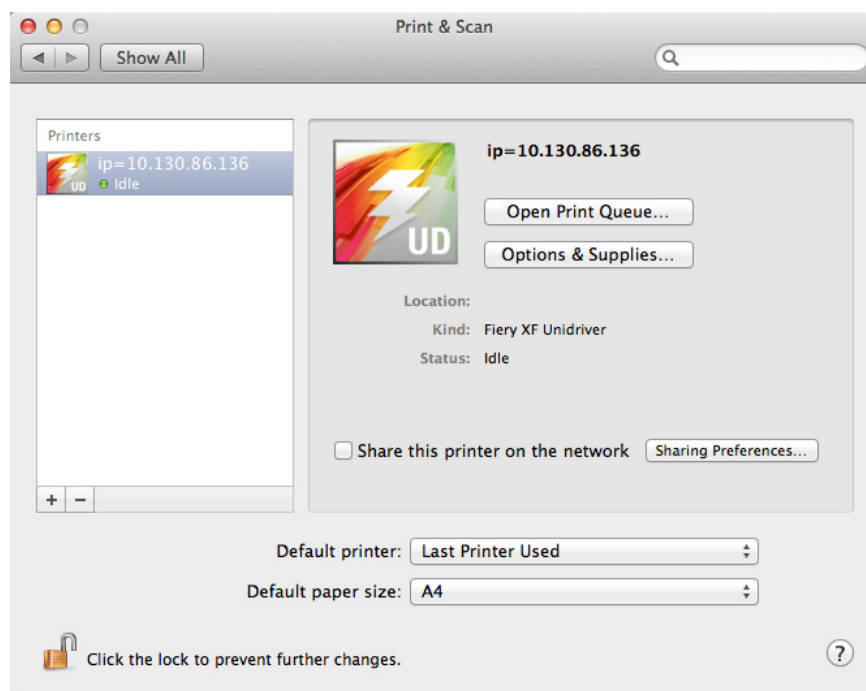 Print & Scan
Show All
Printers
ip=10.130.86.136
UD
Idle
UD
ip=10.130.86.136
Open Print Queue...
Options & Supplies...
Location:
Kind: Fiery XF Unidriver
Status: Idle
Share this printer on the network
Sharing Preferences...
+ −
Default printer: Last Printer Used
Default paper size: A4
Click the lock to prevent further changes.
?